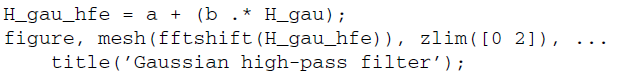 H_gau_hfe = a + (b .* H_gau);
figure, mesh(fftshift(H_gau_hfe)), zlim([0 2]), ...
title(’Gaussian high-pass filter’);